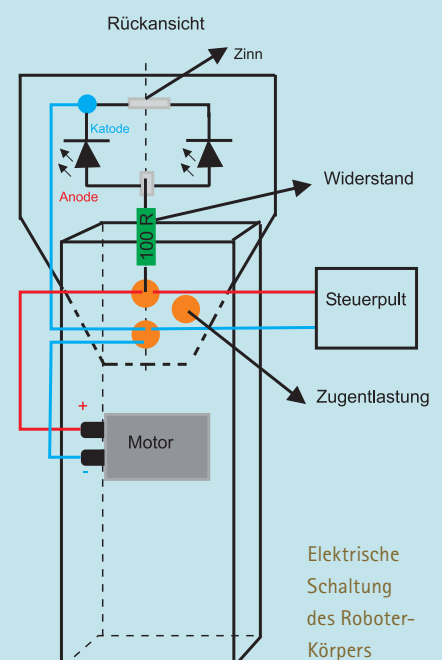 Rückansicht
Zinn
Katode
Anode
Widerstand
100 R
Steuerpult
Zugentlastung
+
Motor
-
Elektrische
Schaltung
des Roboter-
Körpers